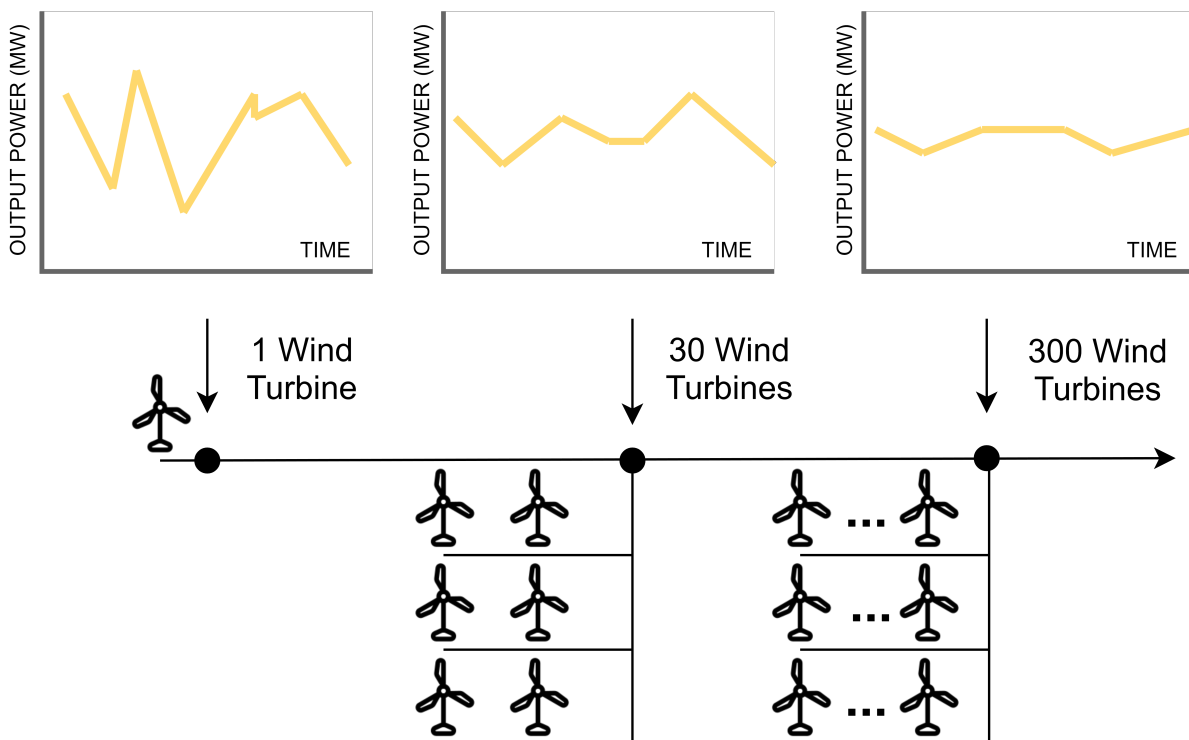 OUTPUT POWER (MW)
TIME
OUTPUT POWER (MW)
TIME
OUTPUT POWER (MW)
TIME
1 Wind
Turbine
30 Wind
Turbines
300 Wind
Turbines
...
...
...